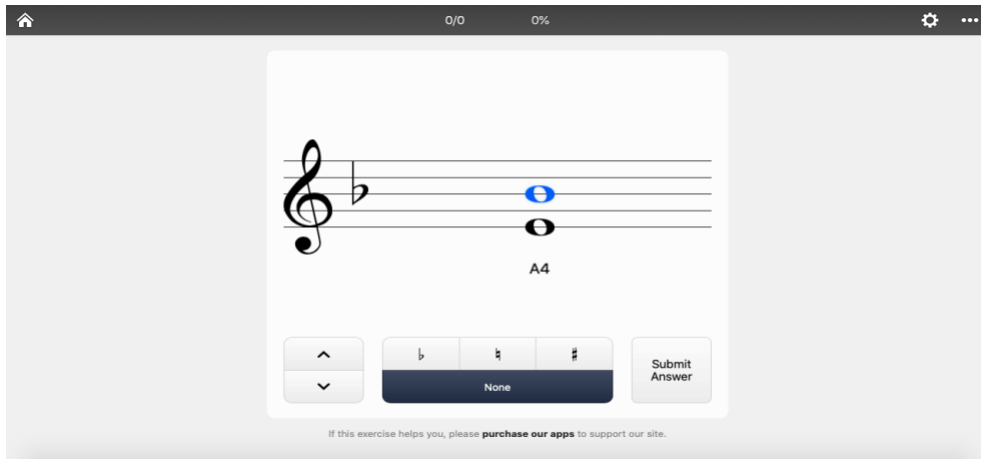 0/0 0%
A4
♭ ♮ ♯
None
Submit
Answer
If this exercise helps you, please purchase our apps to support our site.